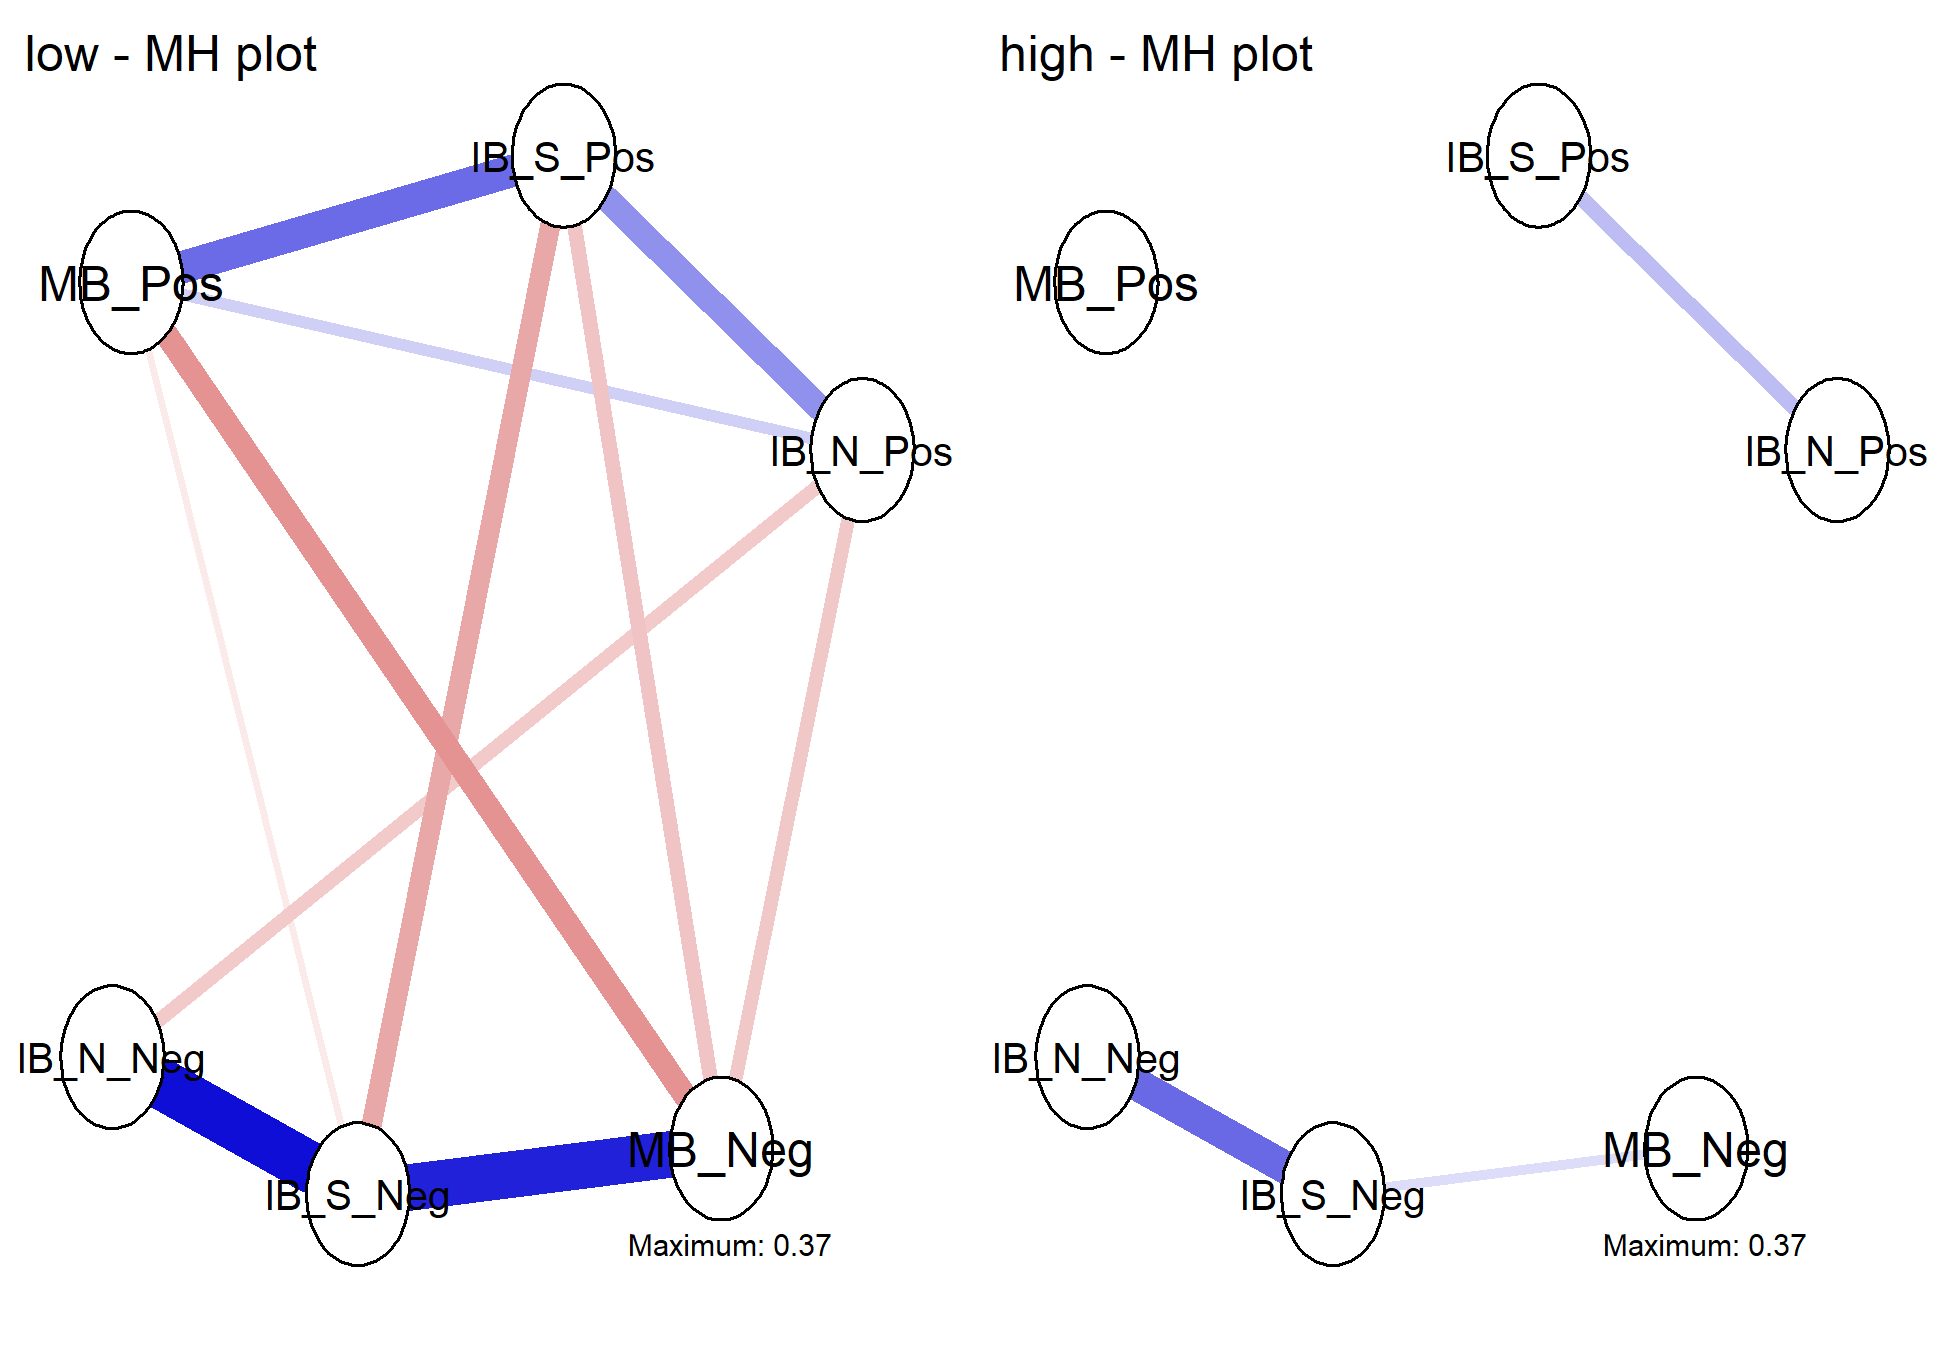 low - MH plot
IB_S_Pos
MB_Pos
IB_N_Pos
IB_N_Neg
MB_Neg
IB_S_Neg
Maximum: 0.37
high - MH plot
IB_S_Pos
MB_Pos
IB_N_Pos
IB_N_Neg
MB_Neg
IB_S_Neg
Maximum: 0.37